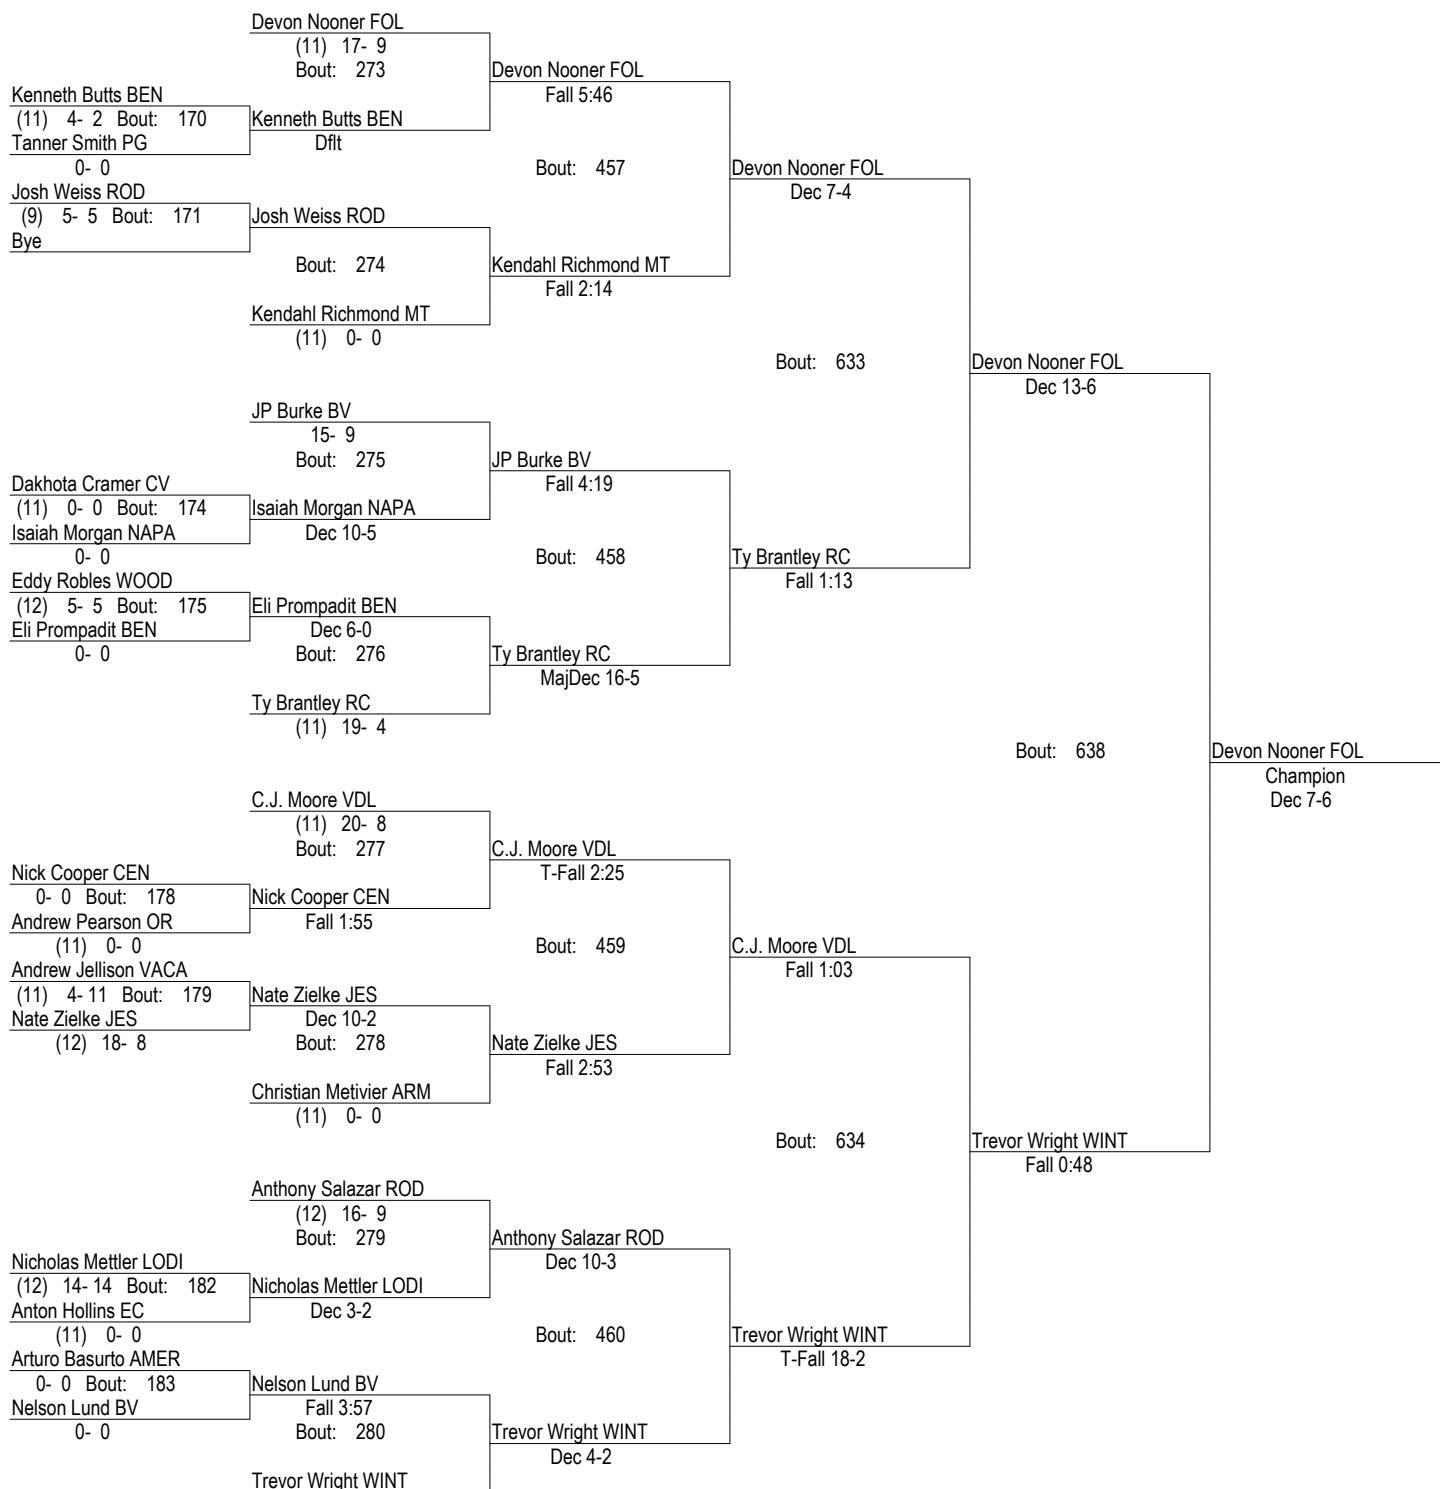 Devon Nooner FOL
(11) 17- 9
Bout: 273
Devon Nooner FOL
Fall 5:46
Kenneth Butts BEN
(11) 4- 2 Bout: 170
Kenneth Butts BEN
Dflt
Tanner Smith PG
0- 0
Bout: 457
Devon Nooner FOL
Dec 7-4
Josh Weiss ROD
(9) 5- 5 Bout: 171
Josh Weiss ROD
Bye
Bout: 274
Kendahl Richmond MT
Fall 2:14
Kendahl Richmond MT
(11) 0- 0
Bout: 633
Devon Nooner FOL
Dec 13-6
JP Burke BV
15- 9
Bout: 275
JP Burke BV
Fall 4:19
Dakhota Cramer CV
(11) 0- 0 Bout: 174
Isaiah Morgan NAPA
Dec 10-5
Isaiah Morgan NAPA
0- 0
Bout: 458
Ty Brantley RC
Fall 1:13
Eddy Robles WOOD
(12) 5- 5 Bout: 175
Eli Prompadit BEN
Dec 6-0
Eli Prompadit BEN
0- 0
Bout: 276
Ty Brantley RC
MajDec 16-5
Ty Brantley RC
(11) 19- 4
Bout: 638
Devon Nooner FOL
Champion
Dec 7-6
C.J. Moore VDL
(11) 20- 8
Bout: 277
C.J. Moore VDL
T-Fall 2:25
Nick Cooper CEN
0- 0 Bout: 178
Nick Cooper CEN
Fall 1:55
Andrew Pearson OR
(11) 0- 0
Bout: 459
C.J. Moore VDL
Fall 1:03
Andrew Jellison VACA
(11) 4- 11 Bout: 179
Nate Zielke JES
Dec 10-2
Nate Zielke JES
(12) 18- 8
Bout: 278
Nate Zielke JES
Fall 2:53
Christian Metivier ARM
(11) 0- 0
Bout: 634
Trevor Wright WINT
Fall 0:48
Anthony Salazar ROD
(12) 16- 9
Bout: 279
Anthony Salazar ROD
Dec 10-3
Nicholas Mettler LODI
(12) 14- 14 Bout: 182
Nicholas Mettler LODI
Dec 3-2
Anton Hollins EC
(11) 0- 0
Bout: 460
Trevor Wright WINT
T-Fall 18-2
Arturo Basurto AMER
0- 0 Bout: 183
Nelson Lund BV
Fall 3:57
Nelson Lund BV
0- 0
Bout: 280
Trevor Wright WINT
Dec 4-2
Trevor Wright WINT